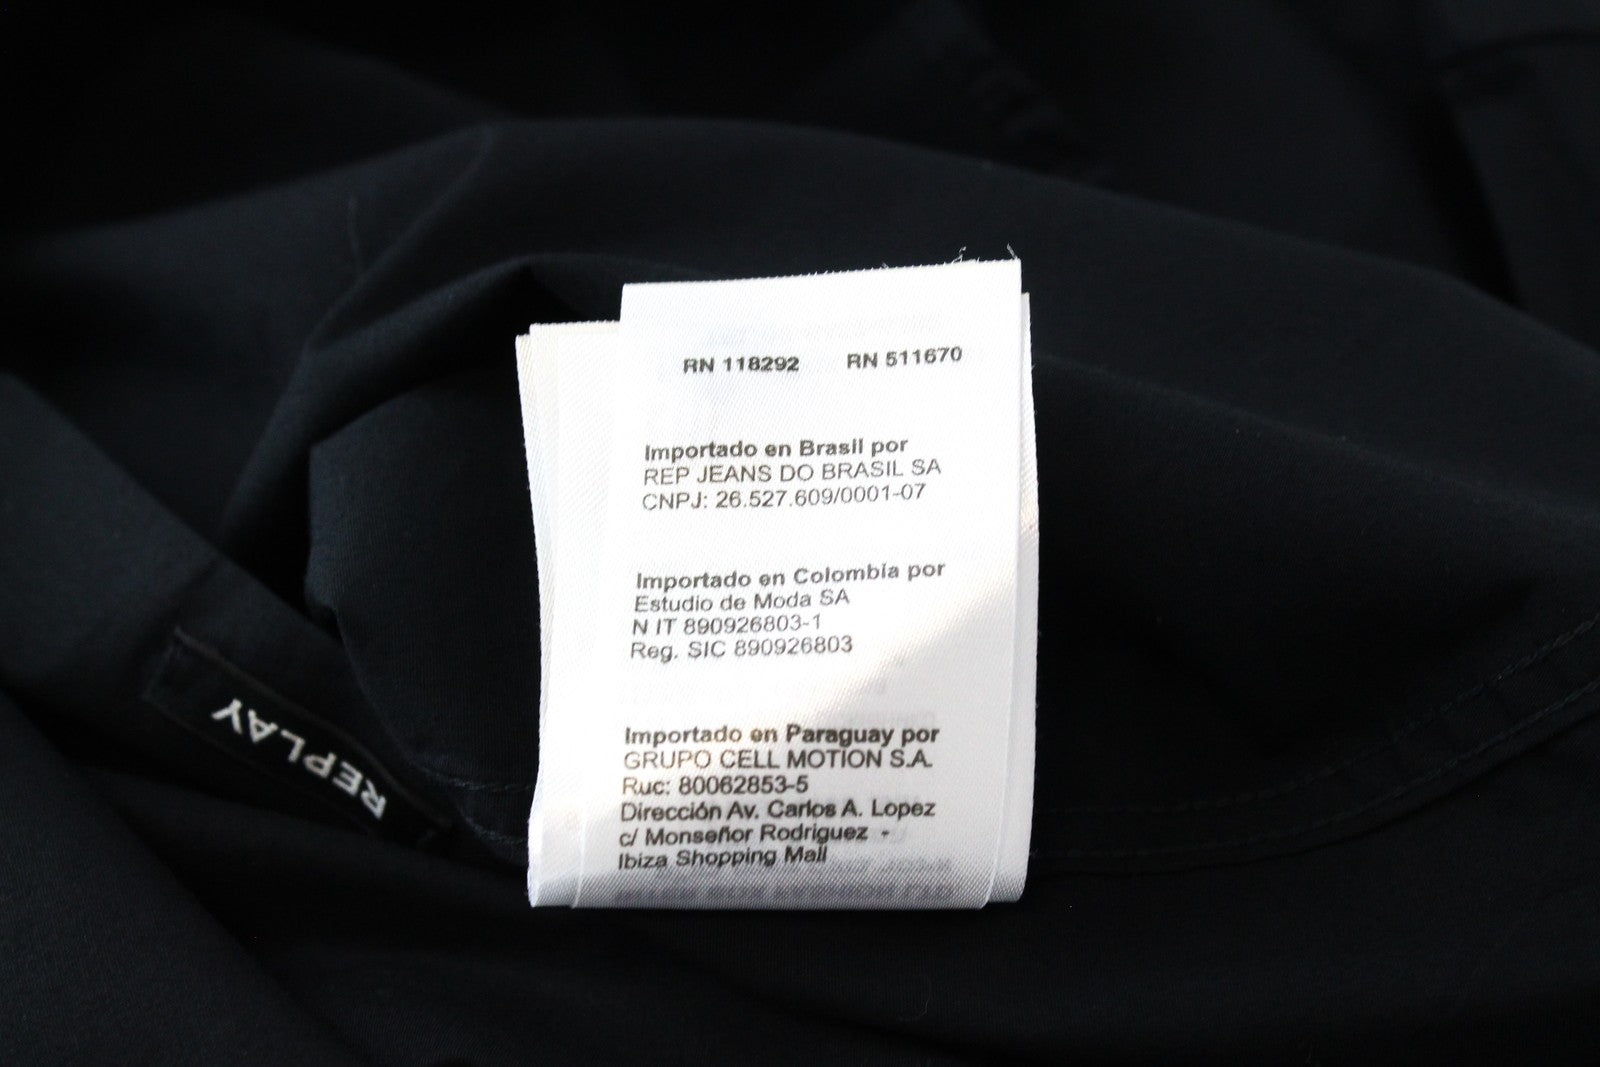 RN 118292 RN 511670
Importado en Brasil por
REP JEANS DO BRASIL SA
CNPJ: 26.527.609/0001-07
Importado en Colombia por
Estudio de Moda SA
N IT 890926803-1
Reg. SIC 890926803
Importado en Paraguay por
GRUPO CELL MOTION S.A.
Ruc: 80062853-5
Dirección Av. Carlos A. Lopez
c/ Monseñor Rodriguez -
Ibiza Shopping Mall
REPLAY